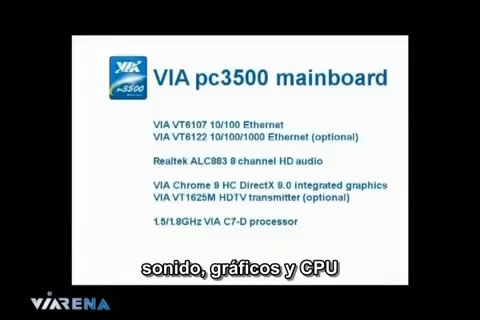 VIA
pc3500
VIA pc3500 mainboard
VIA VT6107 10/100 Ethernet
VIA VT6122 10/100/1000 Ethernet (optional)
Realtek ALC883 8 channel HD audio
VIA Chrome 9 HC DirectX 9.0 integrated graphics
VIA VT1625M HDTV transmitter (optional)
1.5/1.8GHz VIA C7-D processor
sonido, gráficos y CPU
VIARENA